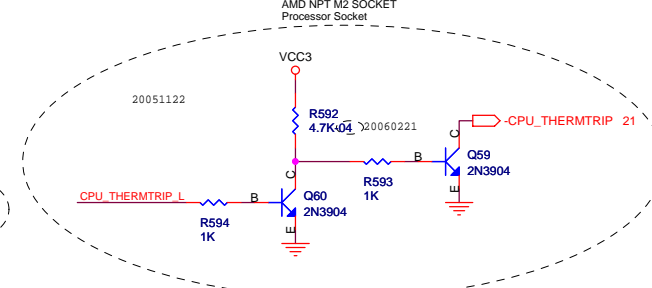 AMD NPT M2 SOCKET
Processor Socket
VCC3
20051122
R592
4.7K-04
20060221
-CPU_THERMTRIP 21
C
B
Q59
2N3904
E
R593
1K
C
CPU_THERMTRIP_L
B
Q60
2N3904
E
R594
1K